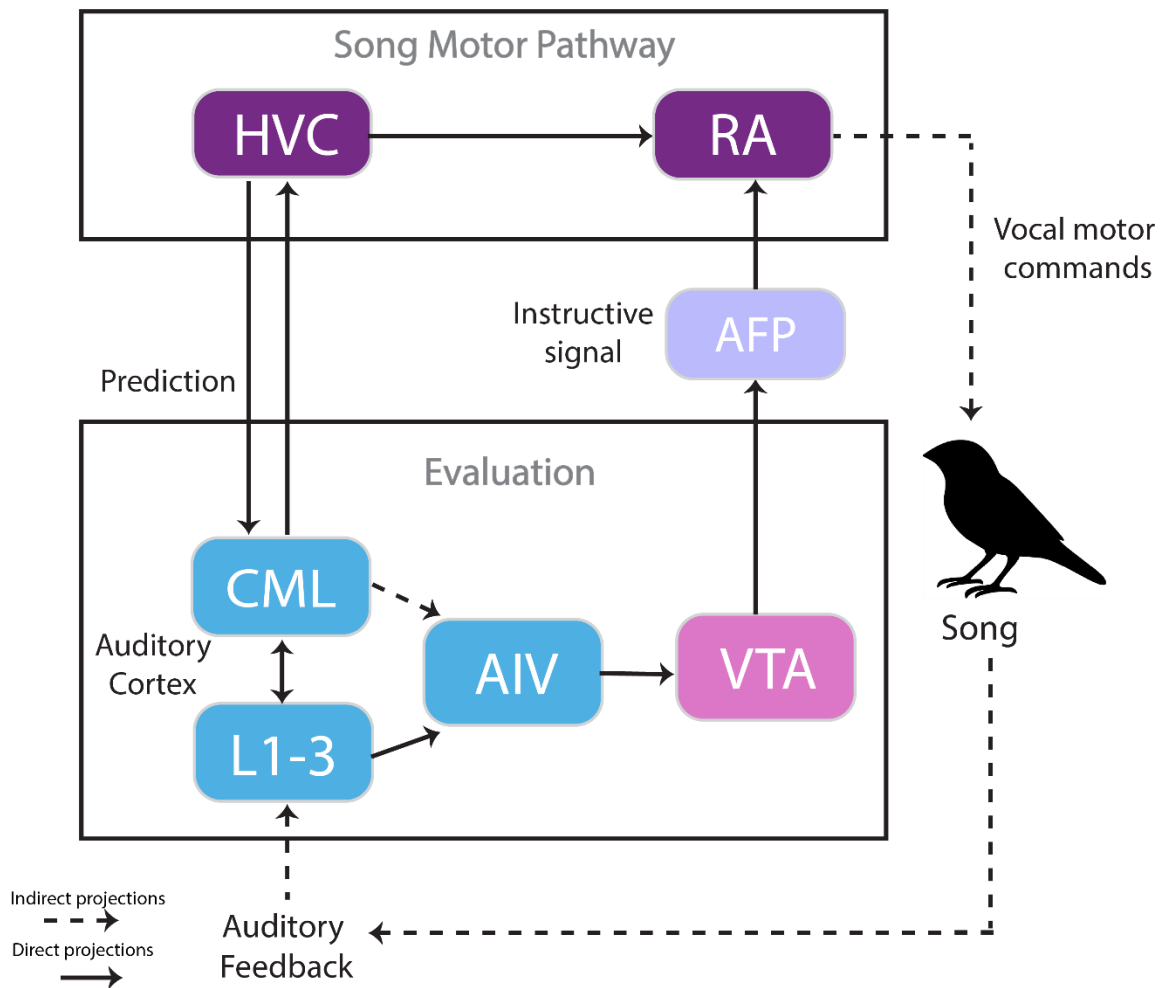 Song Motor Pathway
HVC
RA
Vocal motor
commands
Instructive
signal
AFP
Prediction
Evaluation
CML
Auditory
Cortex
AIV
VTA
Song
L1-3
Indirect projections
Direct projections
Auditory
Feedback